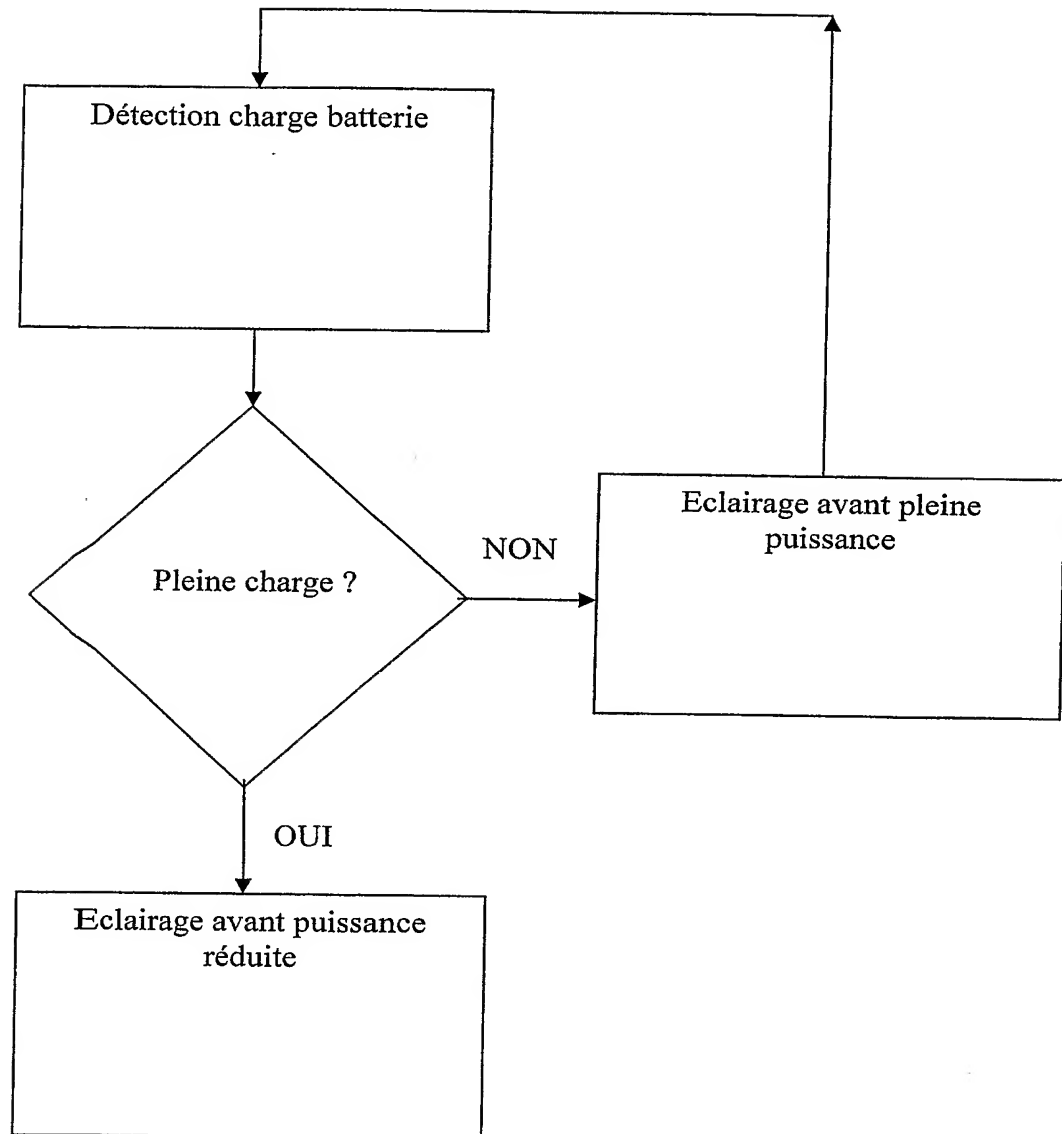 Détection charge batterie
Pleine charge ?
NON
Eclairage avant pleine
puissance
OUI
Eclairage avant puissance
réduite